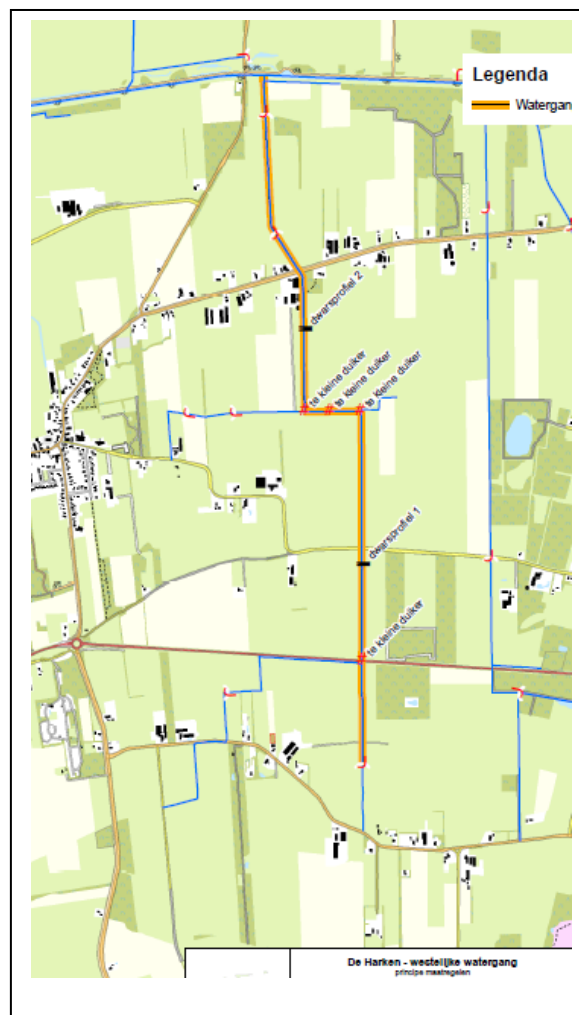 Legenda
Watergan
dwarsprofiel 2
te kleine duiker
te kleine duiker
te kleine duiker
dwarsprofiel 1
te kleine duiker
De Harken - westelijke watergang
principe maatregelen